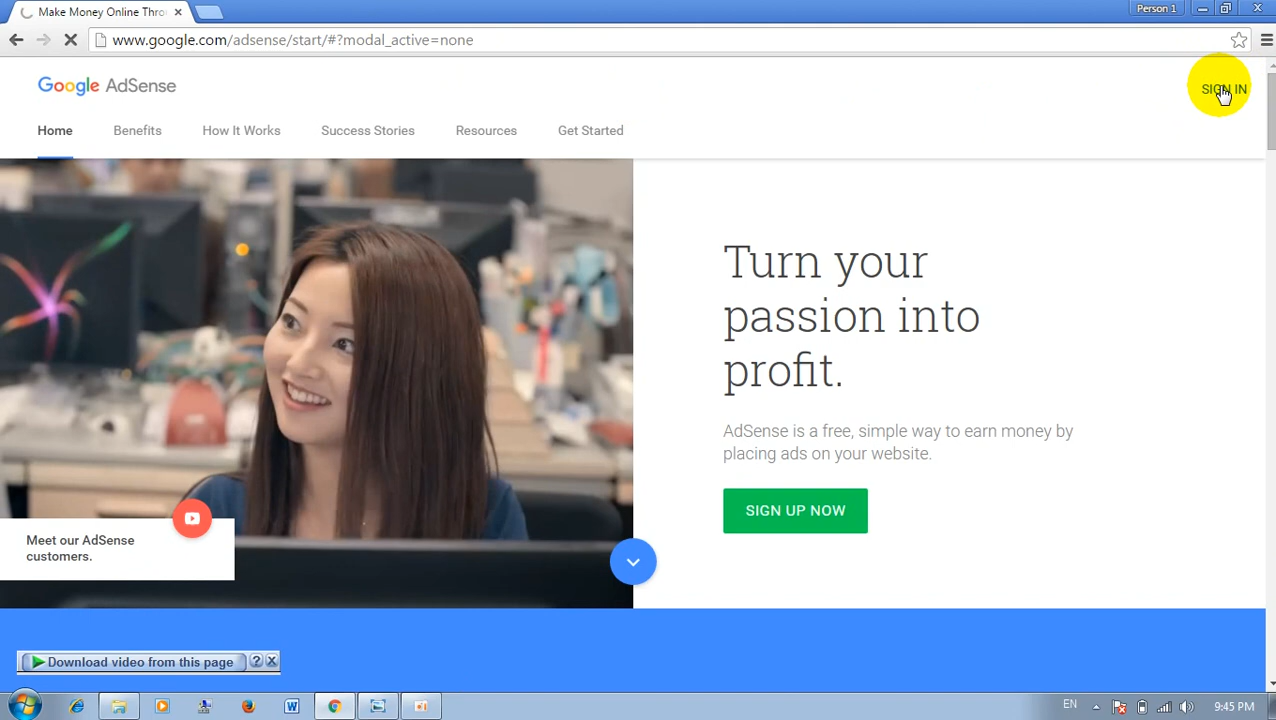 Make Money Online Thro
Person 1
www.google.com/adsense/start/#?modal_active=none
Google AdSense
SIGN IN
Home Benefits How It Works Success Stories Resources Get Started
Turn your
passion into
profit.
AdSense is a free, simple way to earn money by
placing ads on your website.
SIGN UP NOW
Meet our AdSense
customers.
Download video from this page ?
EN 9:45 PM